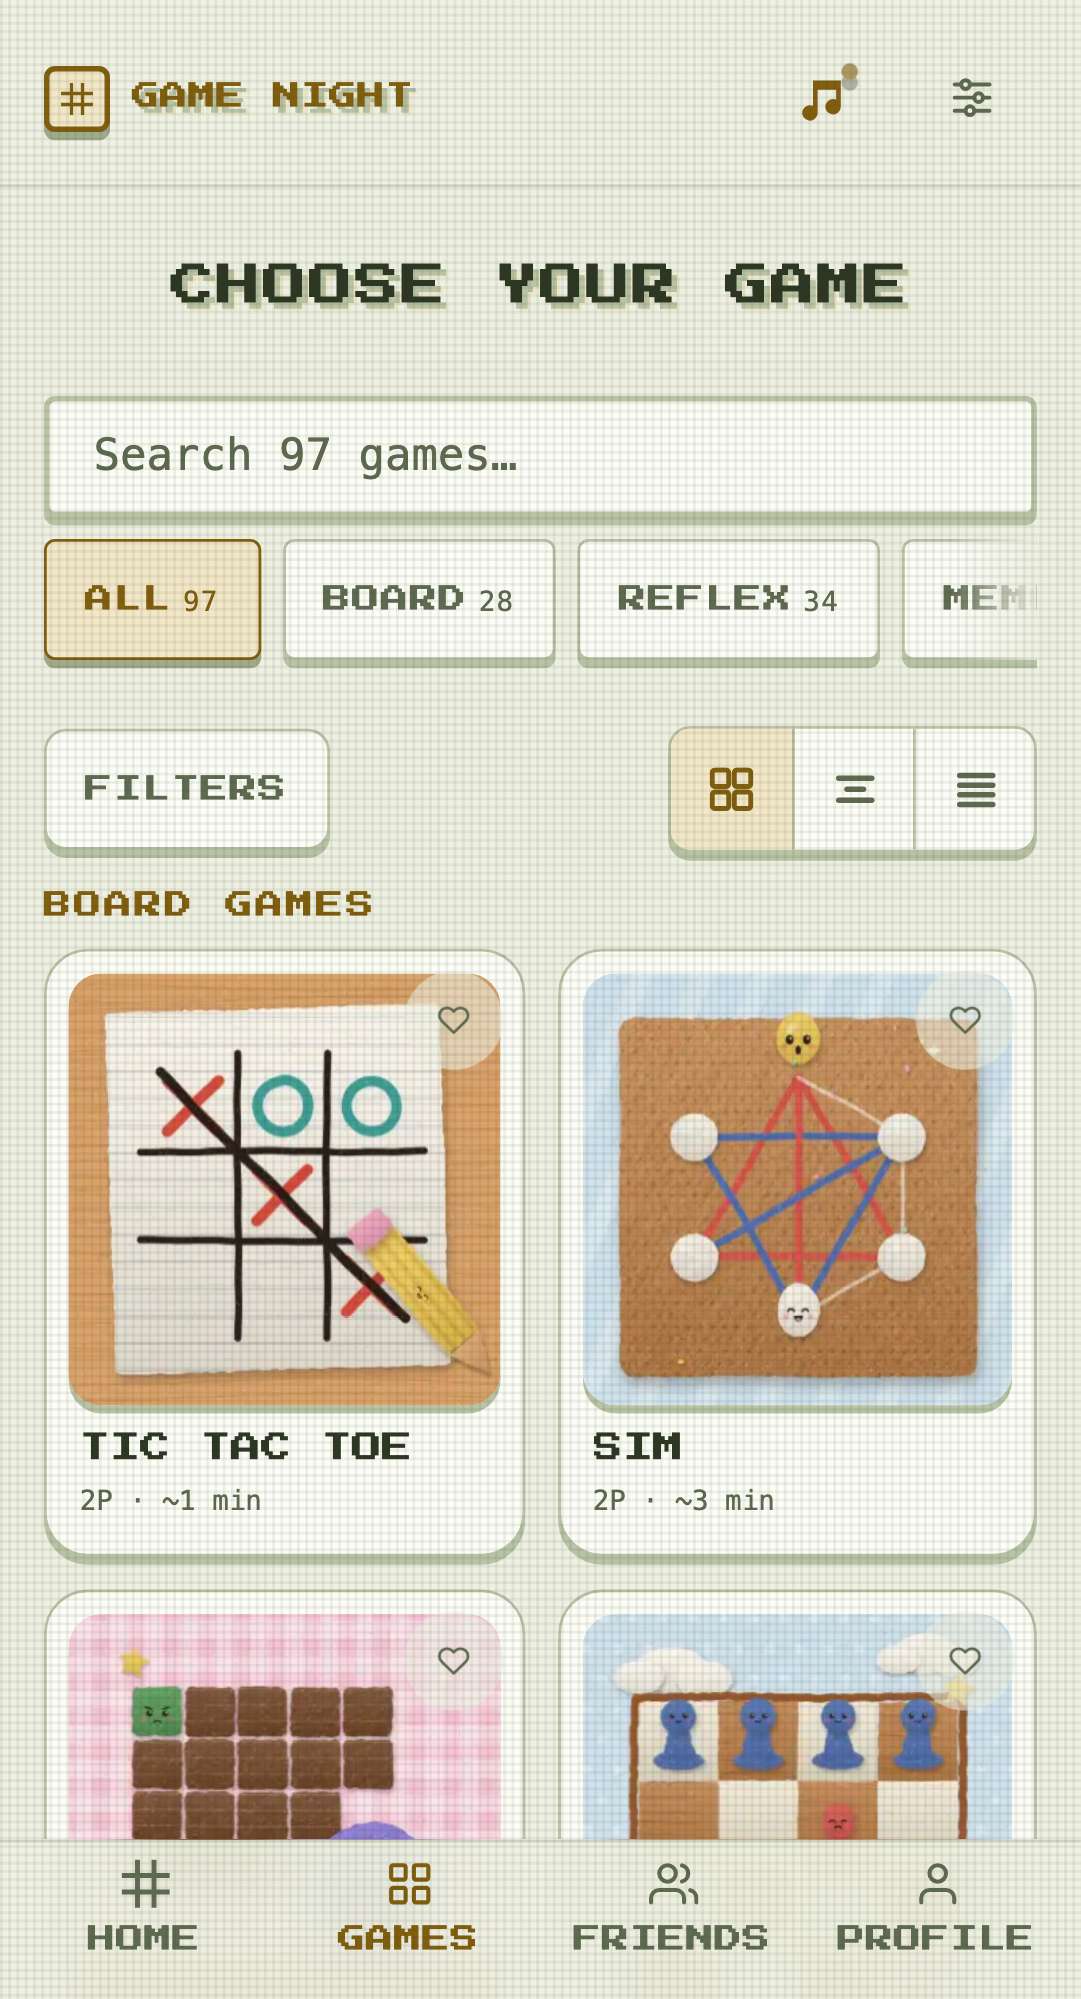 GAME NIGHT
CHOOSE YOUR GAME
Search 97 games…
ALL 97 BOARD 28 REFLEX 34 MEM
FILTERS
BOARD GAMES
TIC TAC TOE
2P · ~1 min
SIM
2P · ~3 min
HOME GAMES FRIENDS PROFILE